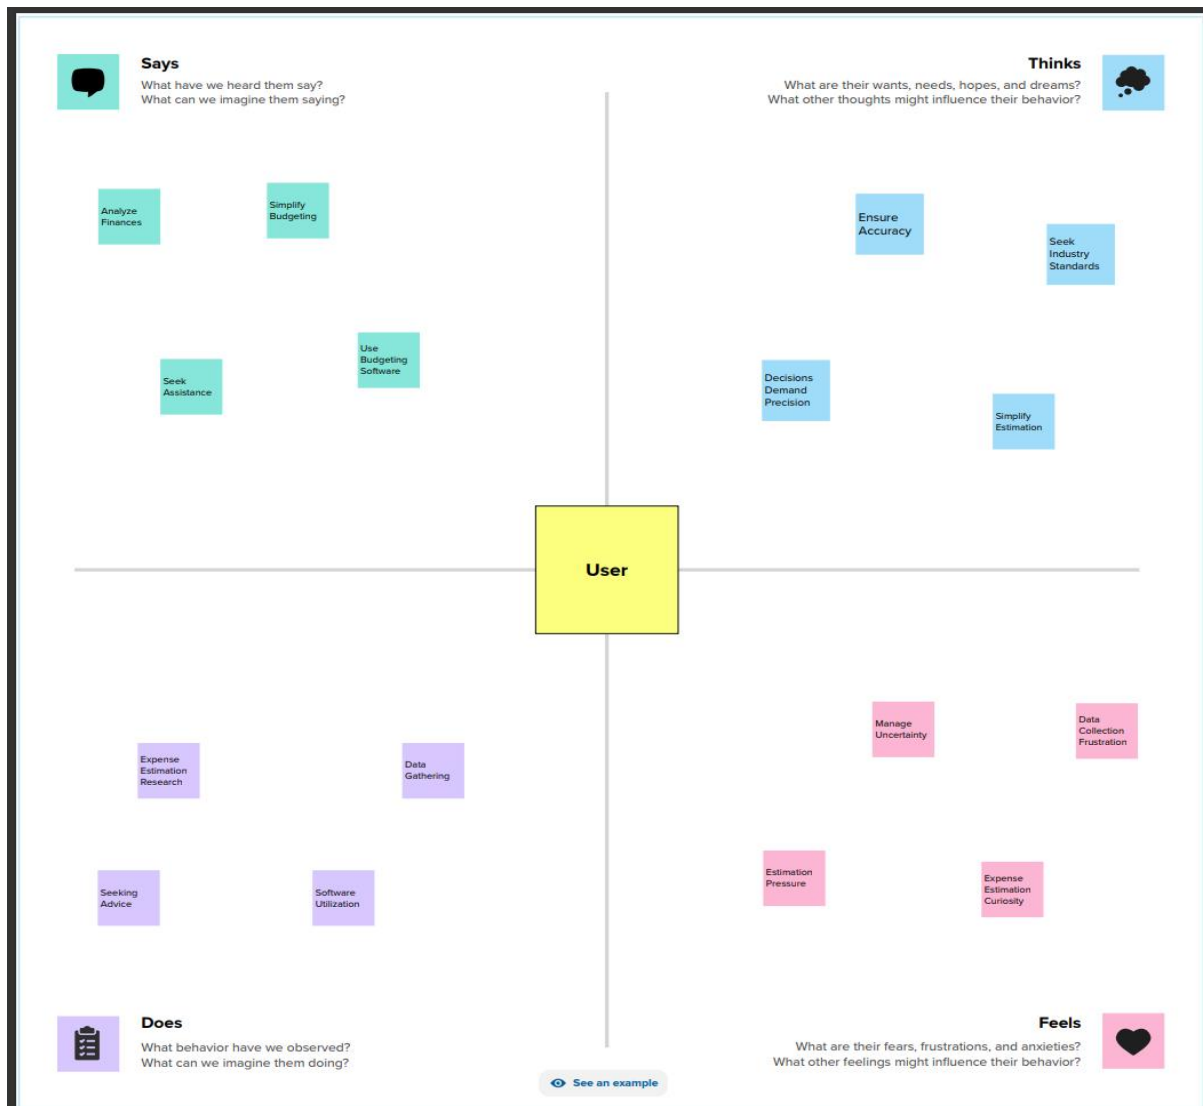 Says
What have we heard them say?
What can we imagine them saying?
Thinks
What are their wants, needs, hopes, and dreams?
What other thoughts might influence their behavior?
Analyze
Finances
Simplify
Budgeting
Seek
Assistance
Use
Budgeting
Software
Ensure
Accuracy
Seek
Industry
Standards
Decisions
Demand
Precision
Simplify
Estimation
User
Expense
Estimation
Research
Data
Gathering
Seeking
Advice
Software
Utilization
Manage
Uncertainty
Data
Collection
Frustration
Estimation
Pressure
Expense
Estimation
Curiosity
Does
What behavior have we observed?
What can we imagine them doing?
Feels
What are their fears, frustrations, and anxieties?
What other feelings might influence their behavior?
See an example